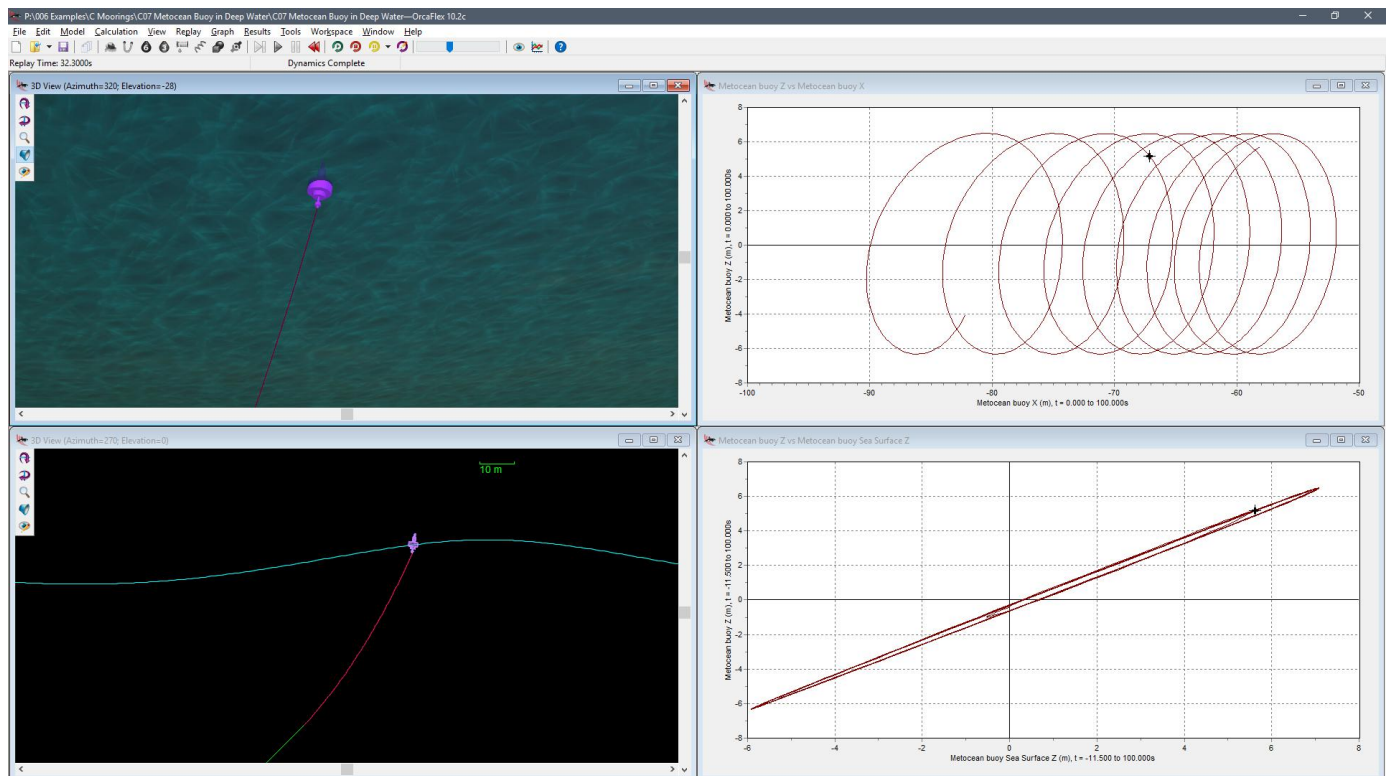 P:\006 Examples\C Moorings\C07 Metocean Buoy in Deep Water\C07 Metocean Buoy in Deep Water—OrcaFlex 10.2c
File Edit Model Calculation View Replay Graph Results Tools Workspace Window Help
Replay Time: 32.3000s Dynamics Complete
3D View (Azimuth=320; Elevation=-28)
Metocean buoy Z vs Metocean buoy X
Metocean buoy Z (m), t = 0.000 to 100.000s
8
6
4
2
0
-2
-4
-6
-8
-100 -90 -80 -70 -60 -50
Metocean buoy X (m), t = 0.000 to 100.000s
3D View (Azimuth=270; Elevation=0)
10 m
Metocean buoy Z vs Metocean buoy Sea Surface Z
Metocean buoy Z (m), t = -11.500 to 100.000s
8
6
4
2
0
-2
-4
-6
-8
-6 -4 -2 0 2 4 6 8
Metocean buoy Sea Surface Z (m), t = -11.500 to 100.000s